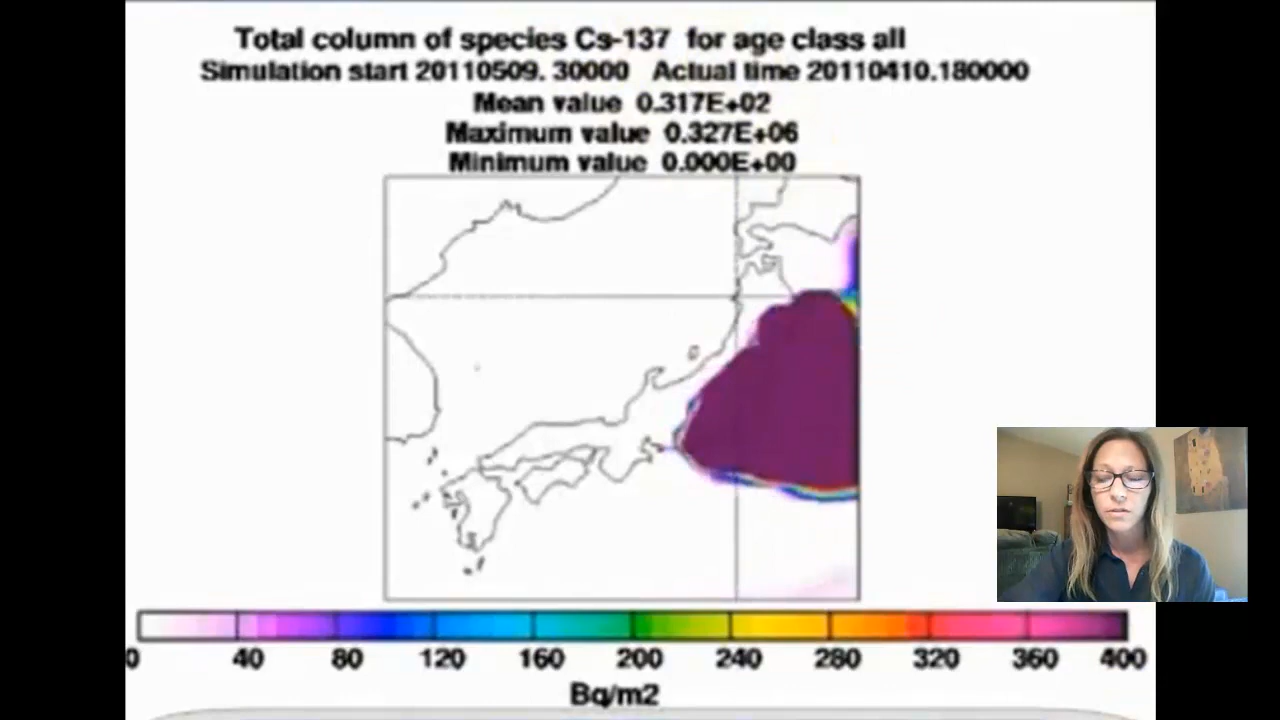 Total column of species Cs-137 for age class all
Simulation start 20110509. 30000 Actual time 20110410.180000
Mean value 0.317E+02
Maximum value 0.327E+06
Minimum value 0.000E+00
0 40 80 120 160 200 240 280 320 360 400
Bq/m2